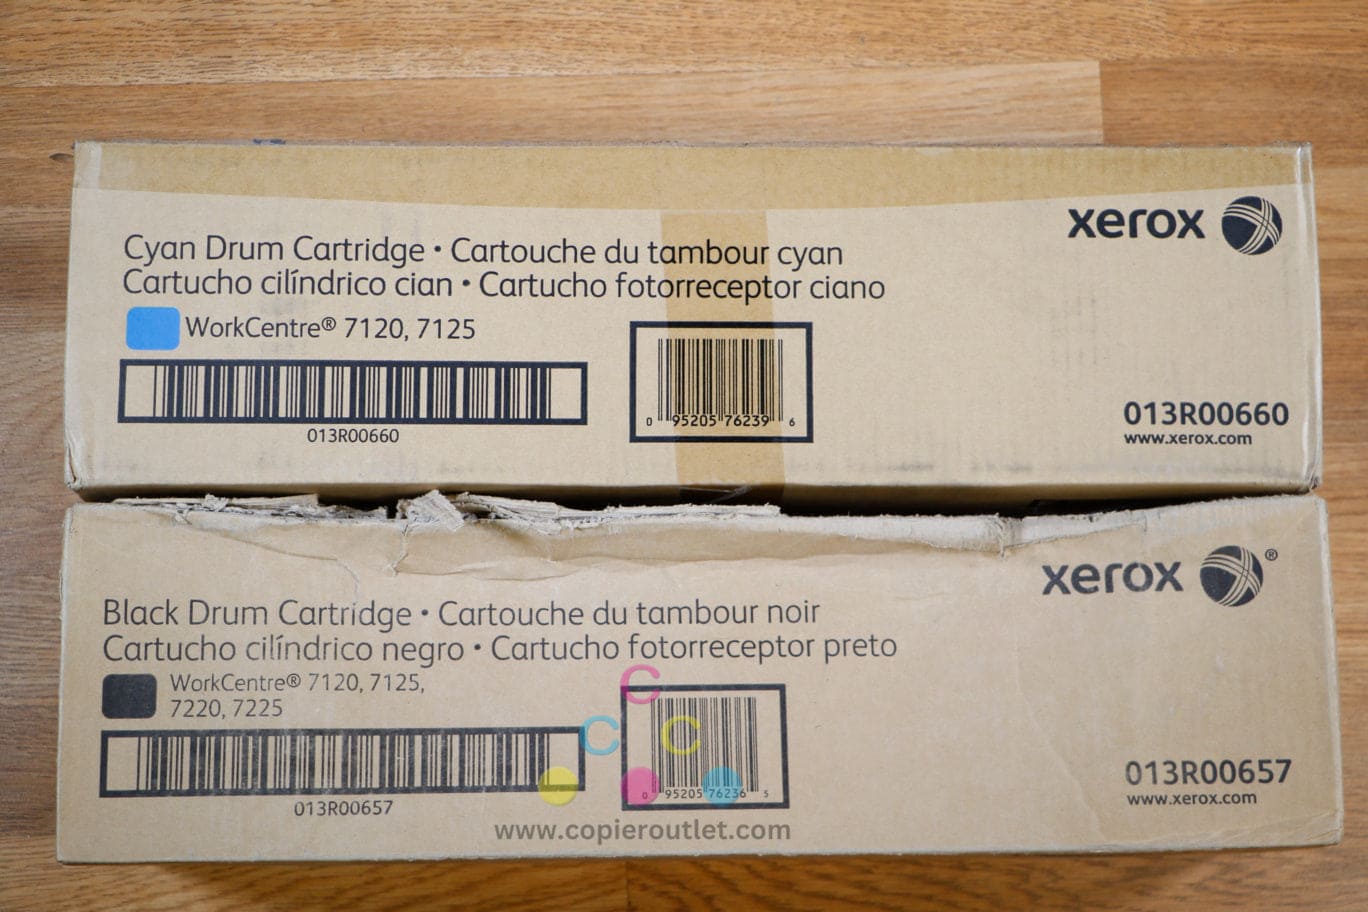 xerox
Cyan Drum Cartridge • Cartouche du tambour cyan
Cartucho cilíndrico cian • Cartucho fotorreceptor ciano
WorkCentre® 7120, 7125
013R00660
0 95205 76239 6
013R00660
www.xerox.com
xerox ®
Black Drum Cartridge • Cartouche du tambour noir
Cartucho cilíndrico negro • Cartucho fotorreceptor preto
WorkCentre® 7120, 7125,
7220, 7225
013R00657
0 95205 76236 5
013R00657
www.xerox.com
C
C C
www.copieroutlet.com